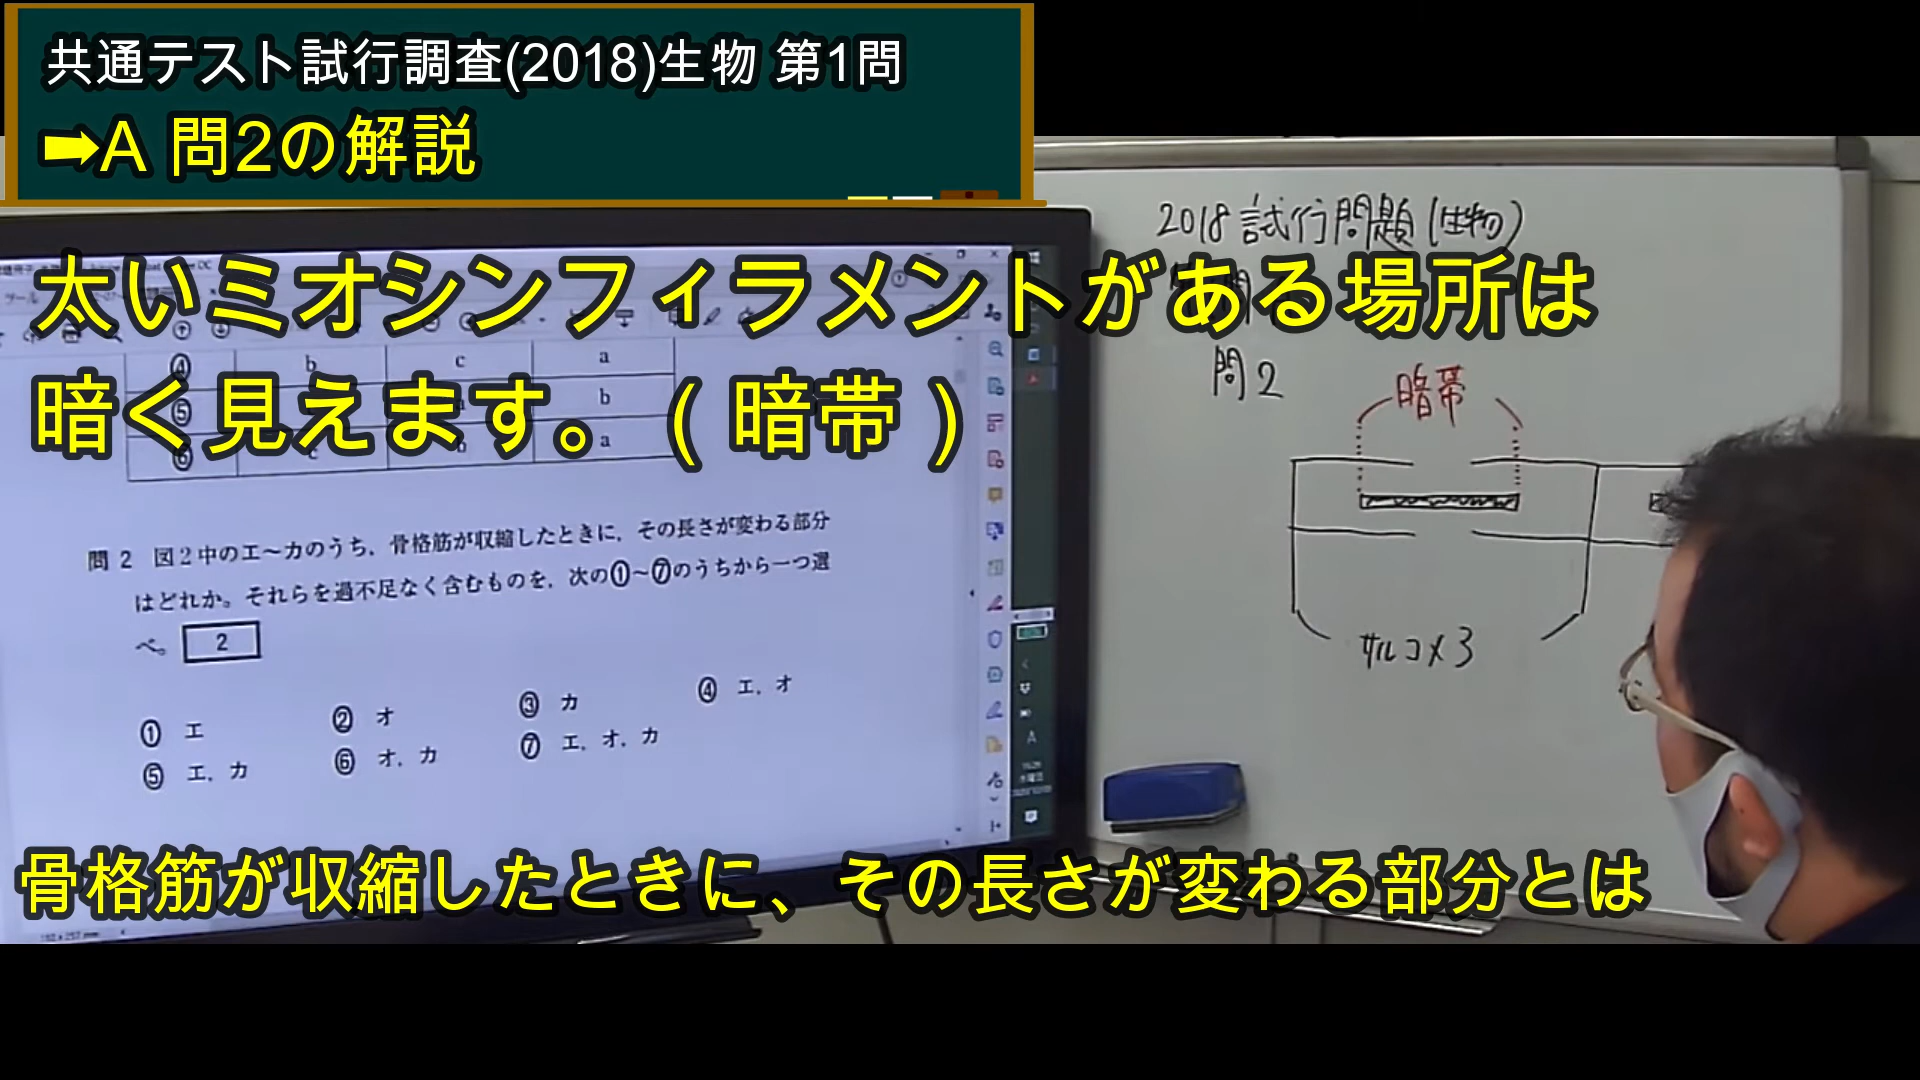 共通テスト試行調査(2018)生物 第1問
➡A 問2の解説
太いミオシンフィラメントがある場所は
暗く見えます。（暗帯）
④ b c a
b
c b a
問2 図2中のエ～カのうち，骨格筋が収縮したときに，その長さが変わる部分
はどれか。それらを過不足なく含むものを，次の①～⑦のうちから一つ選
べ。 2
① エ ② オ ③ カ ④ エ，オ
⑤ エ，カ ⑥ オ，カ ⑦ エ，オ，カ
2018 試行問題(生物)
問2
暗帯
サルコメア
骨格筋が収縮したときに、その長さが変わる部分とは